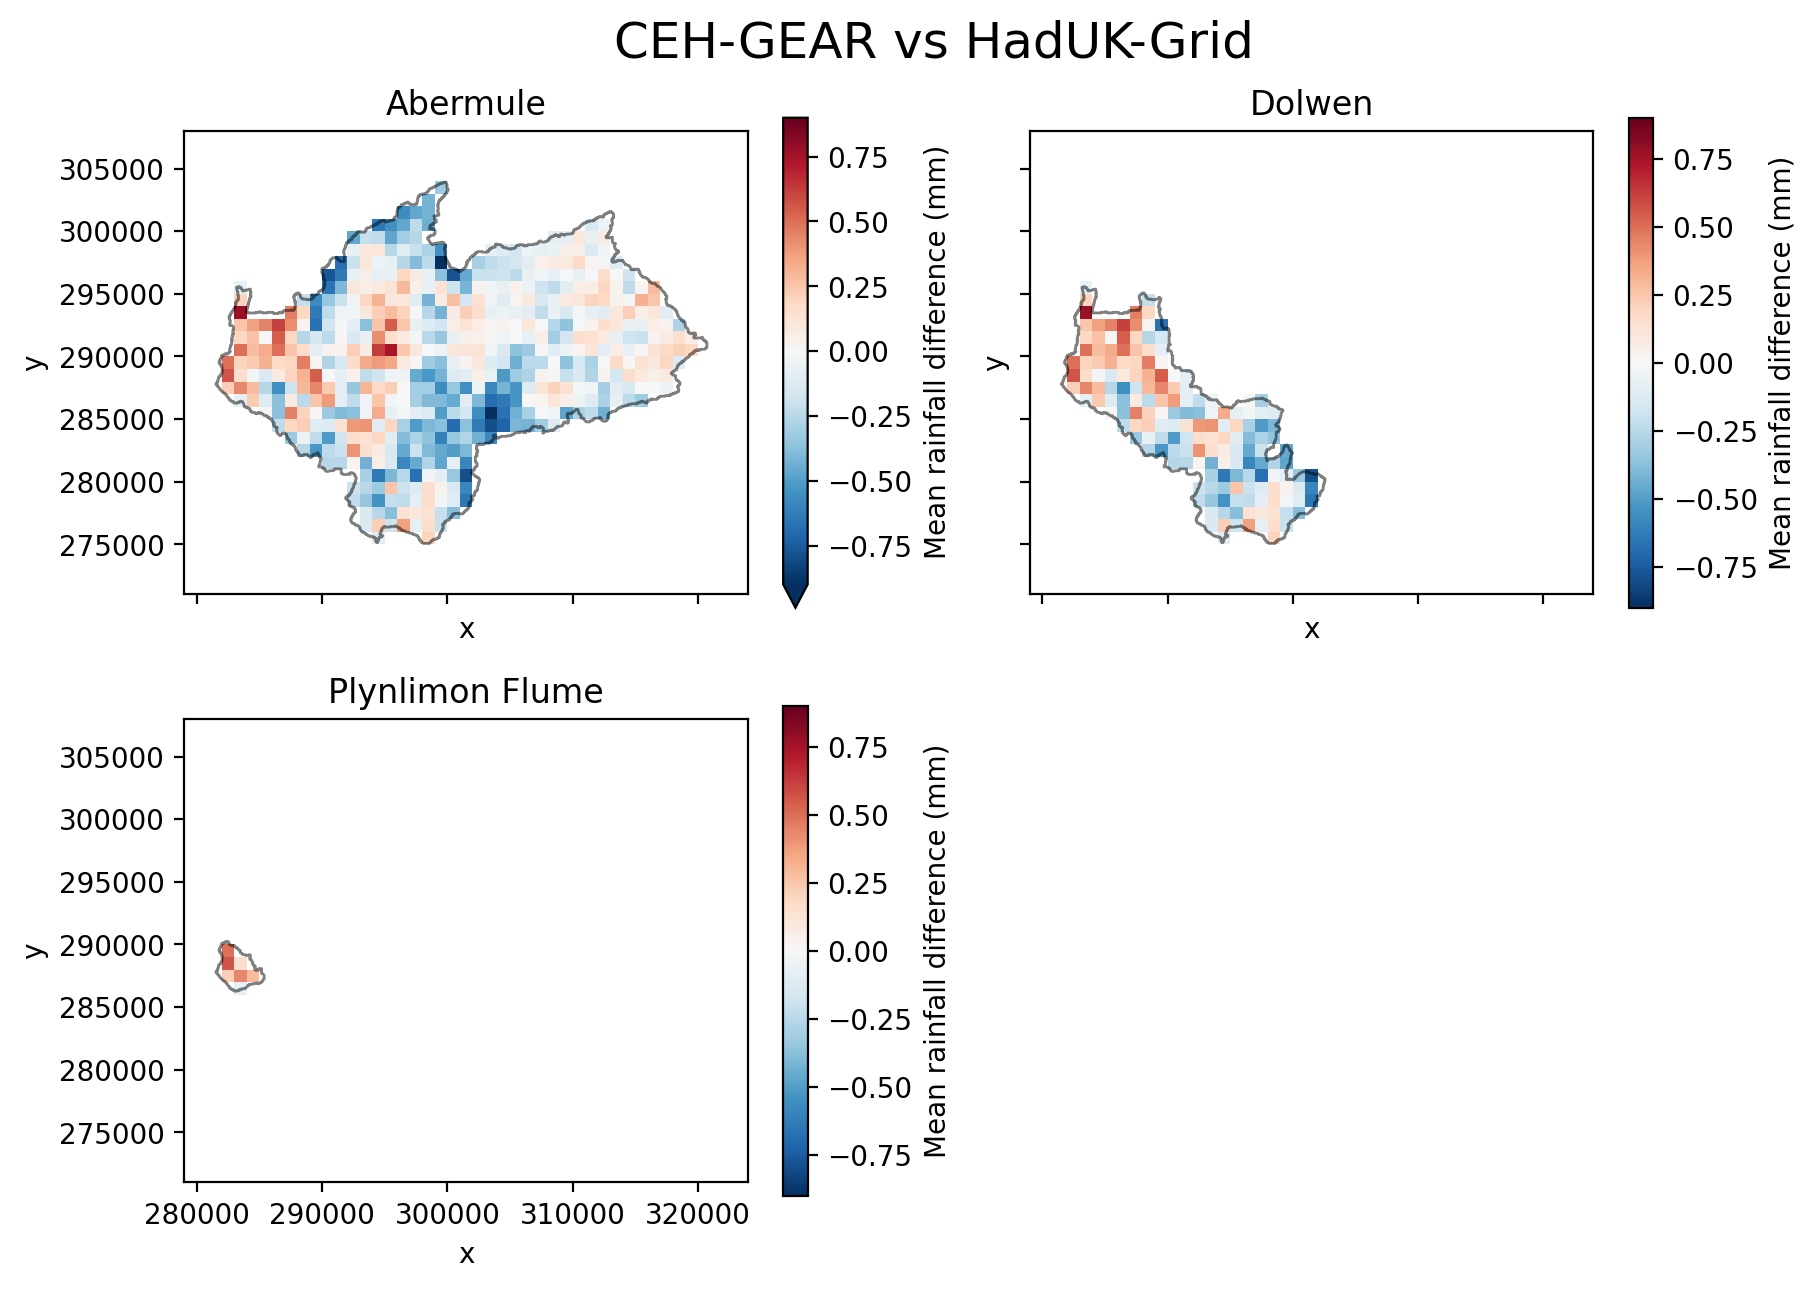 CEH-GEAR vs HadUK-Grid
Abermule
305000
300000
295000
290000
285000
280000
275000
y
x
0.75
0.50
0.25
0.00
−0.25
−0.50
−0.75
Mean rainfall difference (mm)
Dolwen
y
x
0.75
0.50
0.25
0.00
−0.25
−0.50
−0.75
Mean rainfall difference (mm)
Plynlimon Flume
305000
300000
295000
290000
285000
280000
275000
y
280000 290000 300000 310000 320000
x
0.75
0.50
0.25
0.00
−0.25
−0.50
−0.75
Mean rainfall difference (mm)